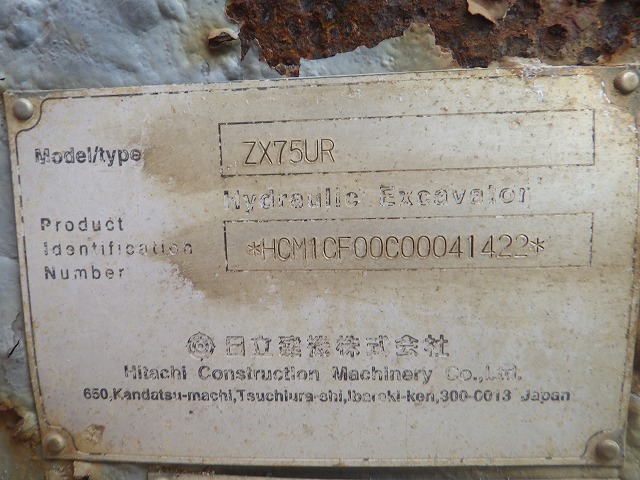 Model/type ZX75UR
Hydraulic Excavator
Product
Identification *HCM1CF00C00041422*
Number
日立建機株式会社
Hitachi Construction Machinery Co.,Ltd.
650,Kandatsu-machi,Tsuchiura-shi,Ibaraki-ken,300-0013 Japan